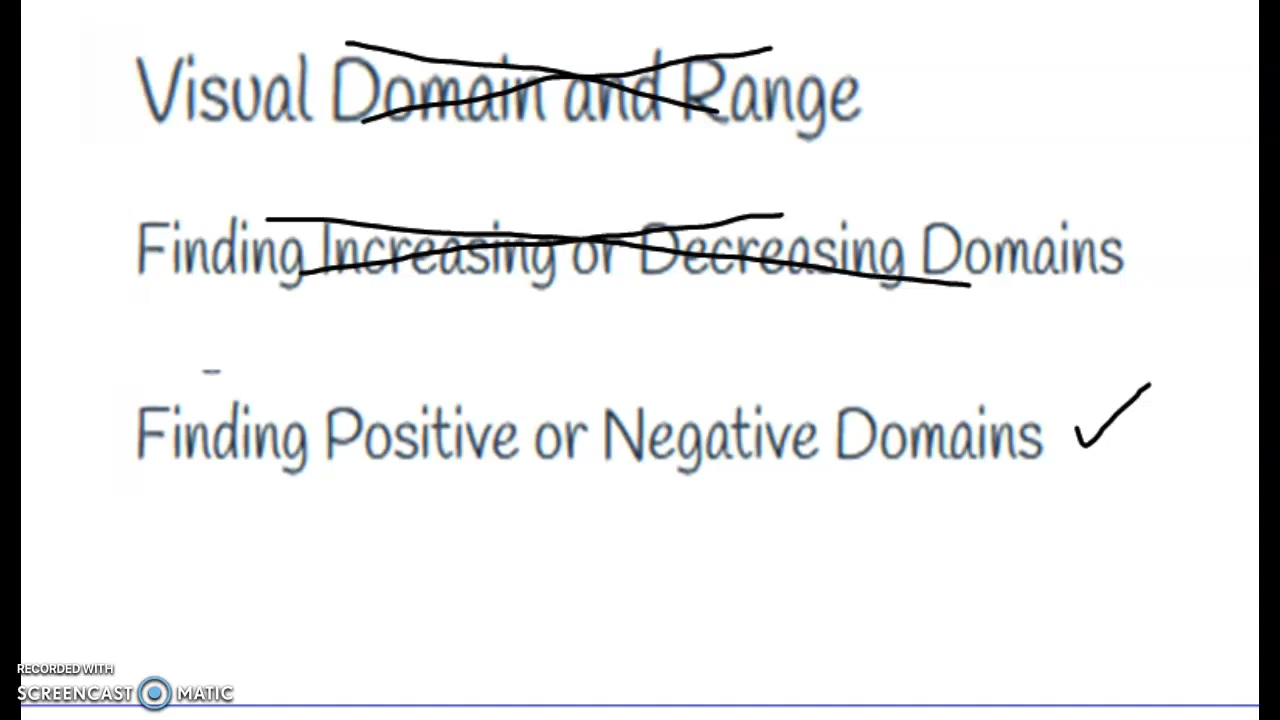 Visual Domain and Range
Finding Increasing or Decreasing Domains
Finding Positive or Negative Domains
RECORDED WITH
SCREENCAST MATIC